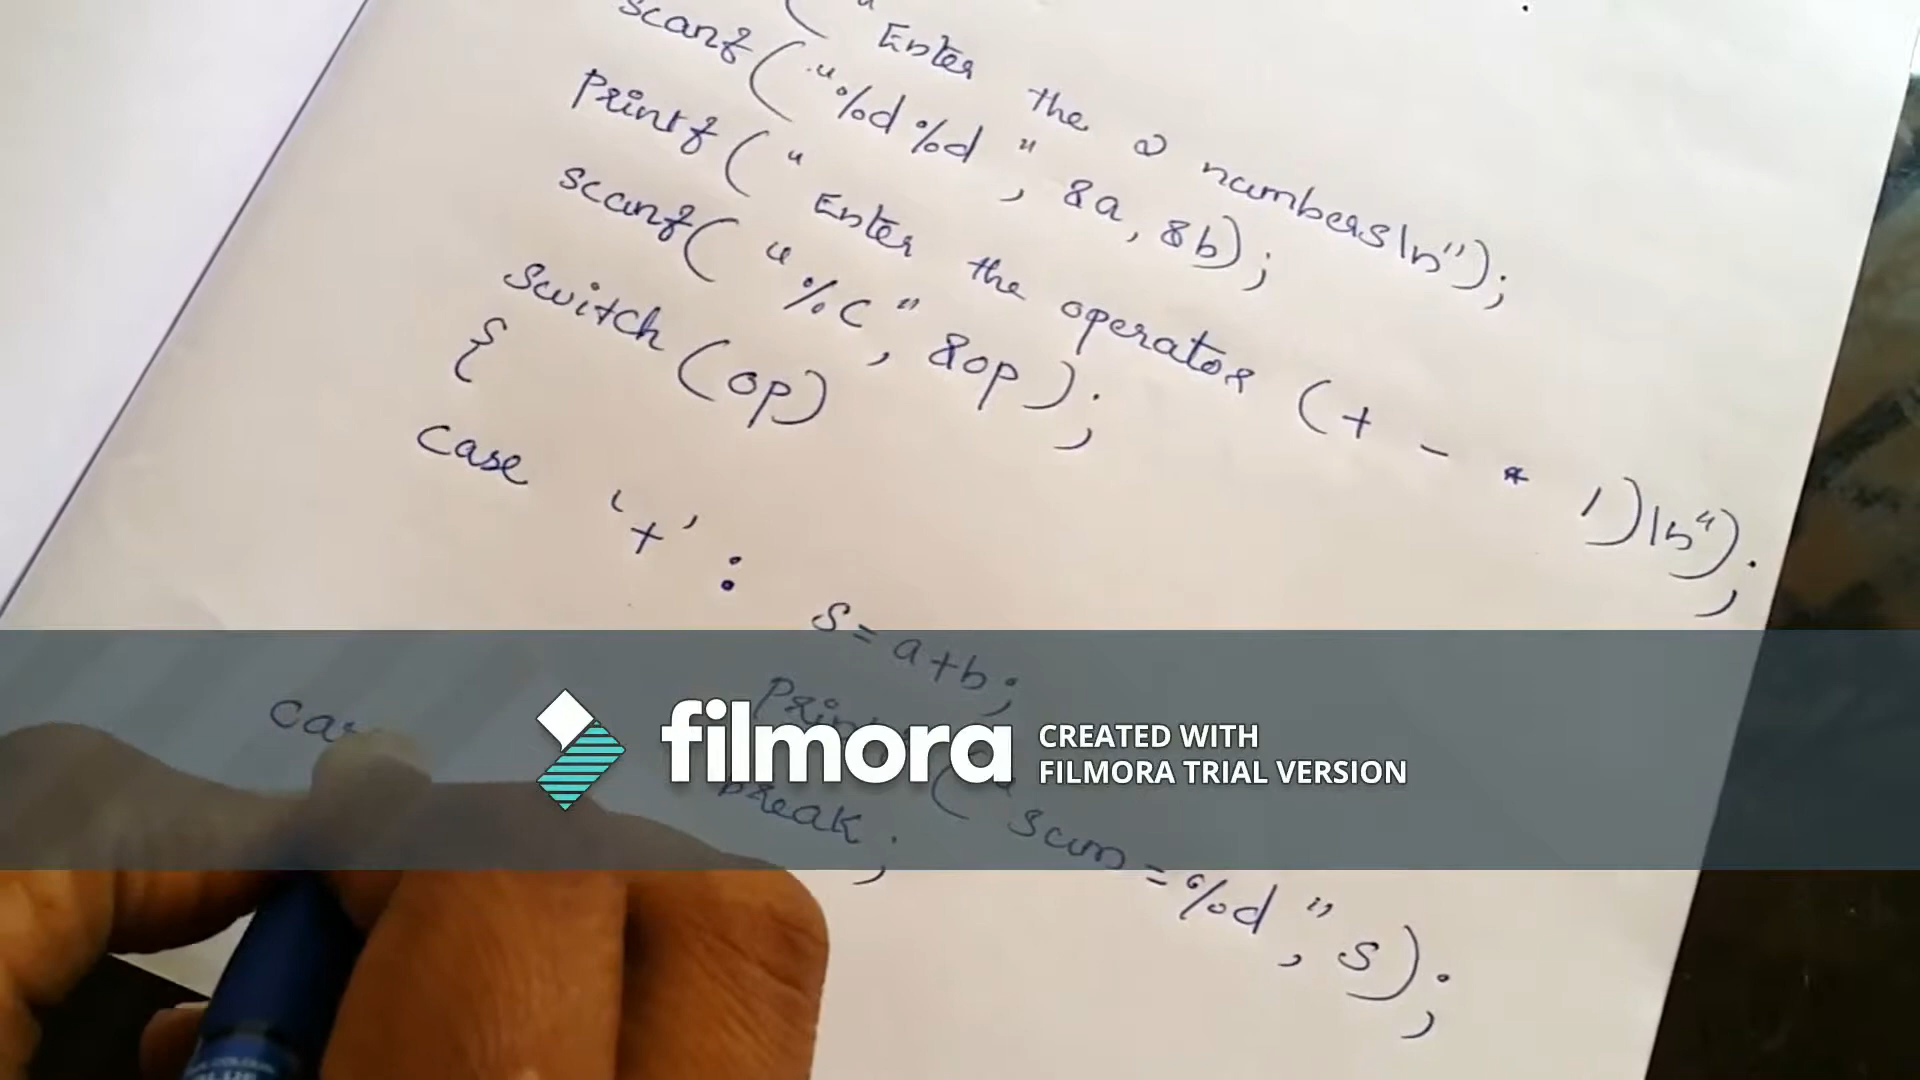 (" Enter the 2 numbers\n");
scanf("%d %d", &a, &b);
printf(" Enter the operator (+ - * /)\n");
scanf("%c", &op);
switch (op)
{
case '+' : s = a+b;
printf("sum = %d", s);
break;
filmora
CREATED WITH
FILMORA TRIAL VERSION